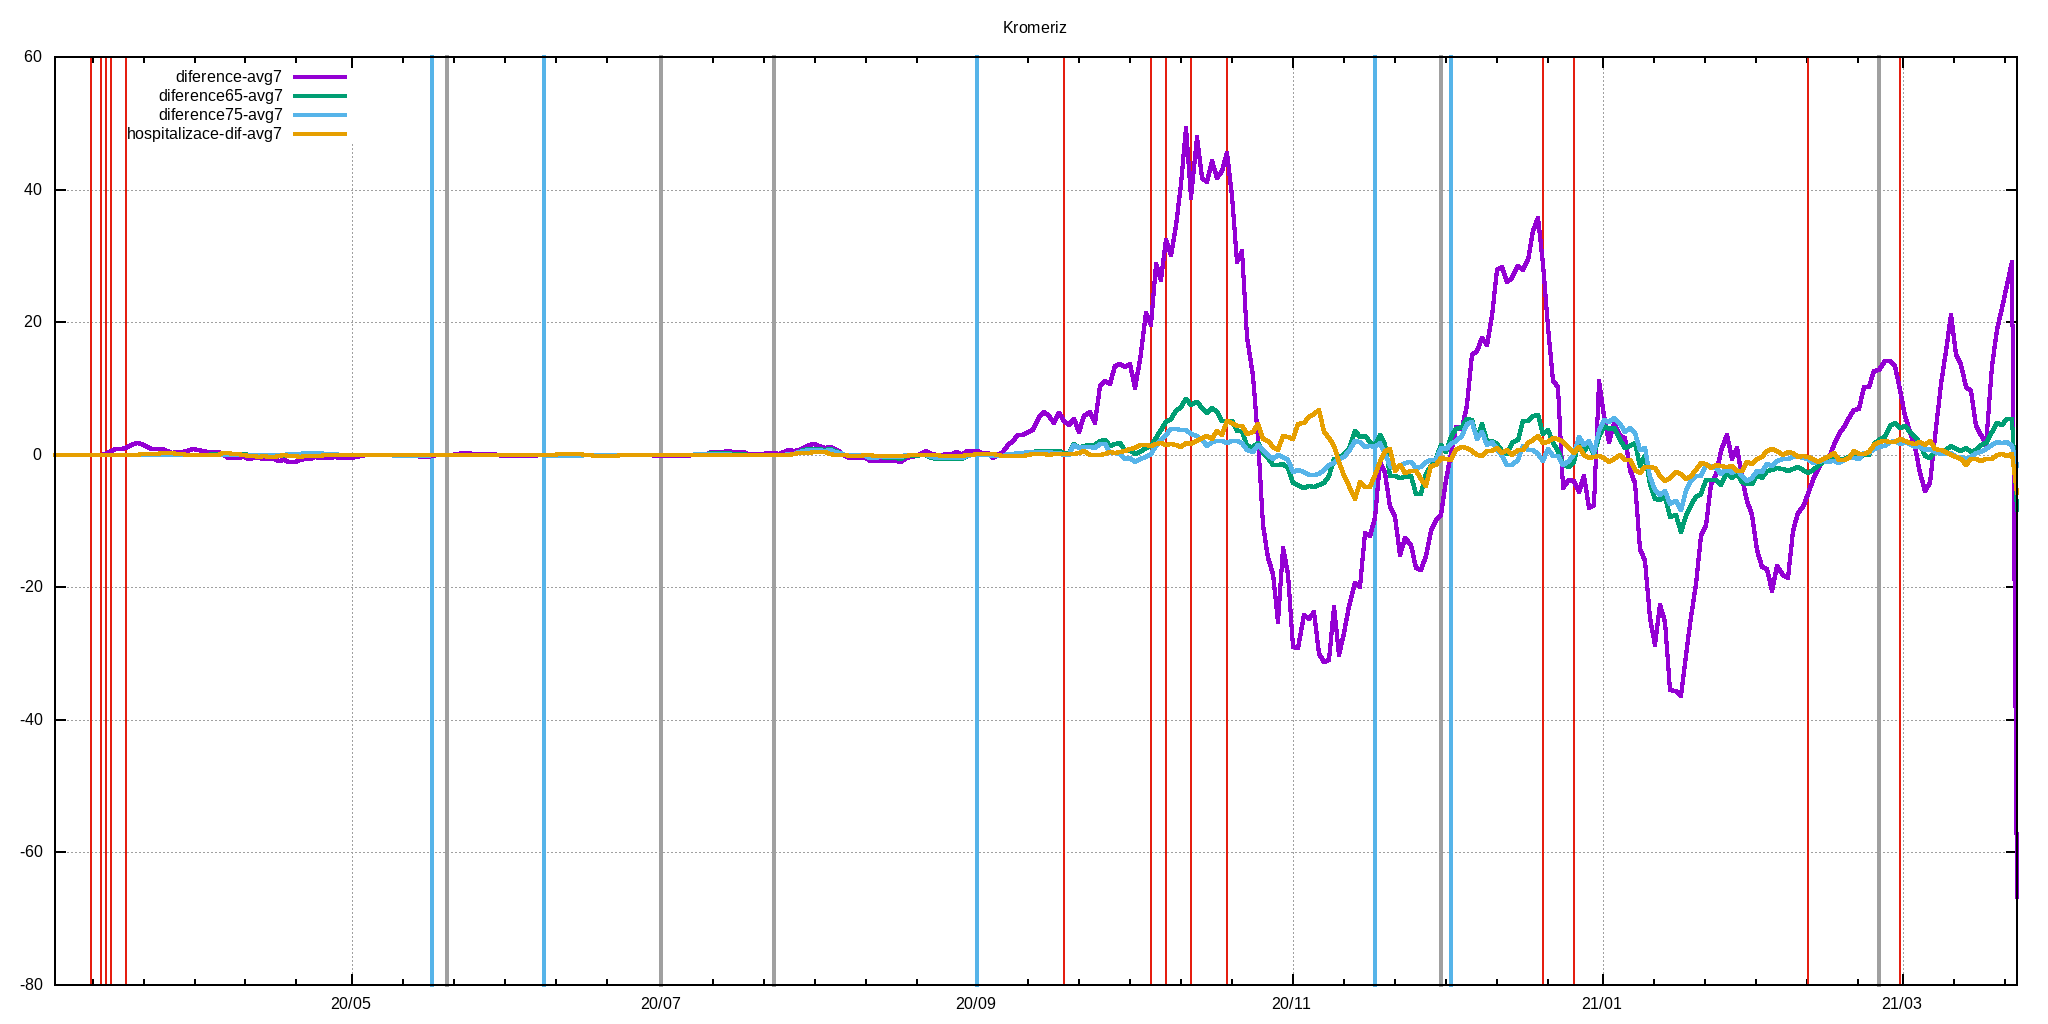 Kromeriz
diference-avg7
diference65-avg7
diference75-avg7
hospitalizace-dif-avg7
60
40
20
0
-20
-40
-60
-80
20/05 20/07 20/09 20/11 21/01 21/03